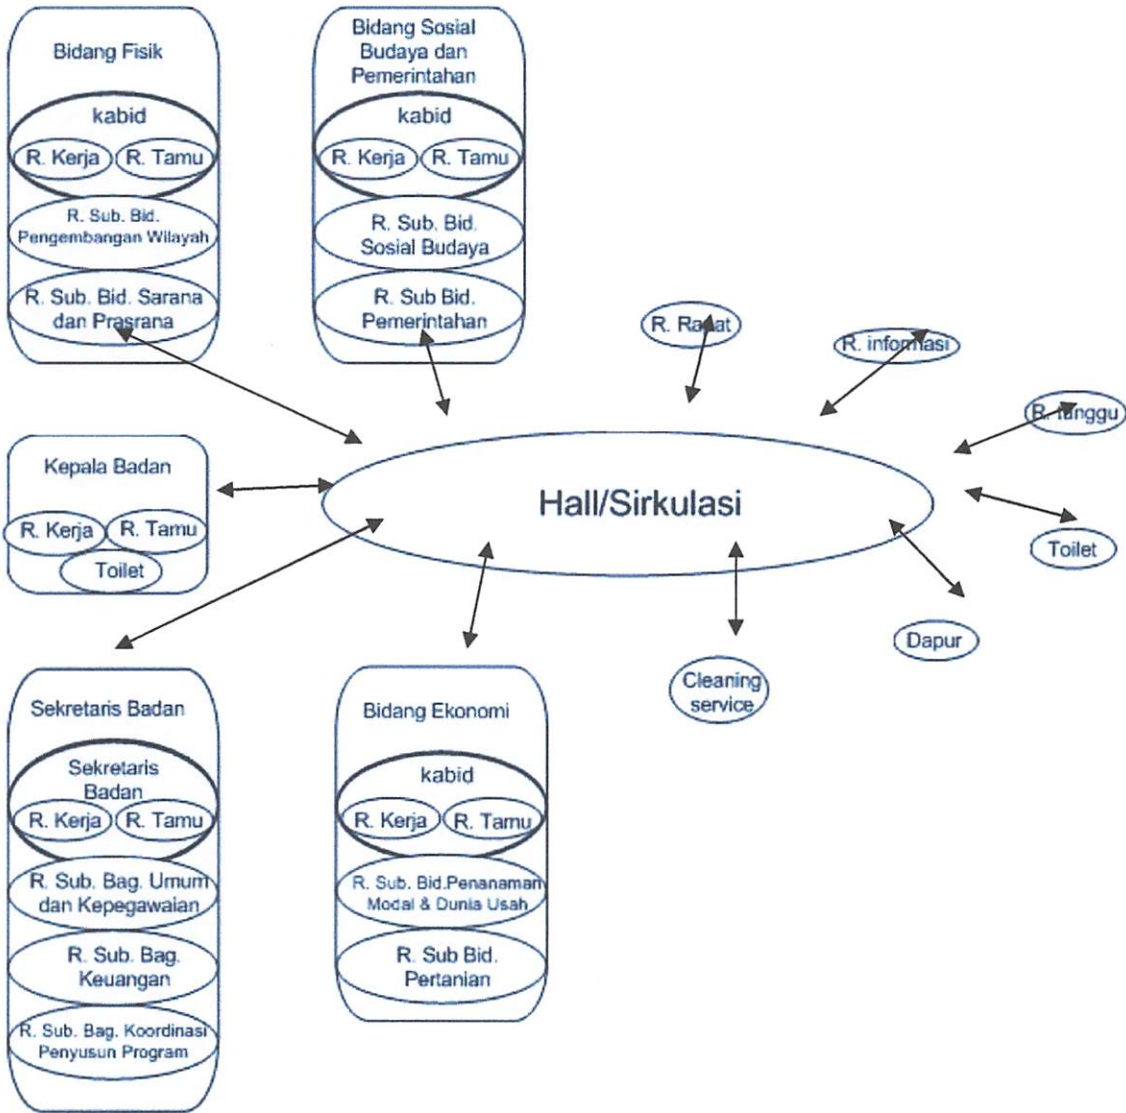 Bidang Fisik
kabid
R. Kerja
R. Tamu
R. Sub. Bid.
Pengembangan Wilayah
R. Sub. Bid. Sarana
dan Prasrana
Bidang Sosial
Budaya dan
Pemerintahan
kabid
R. Kerja
R. Tamu
R. Sub. Bid.
Sosial Budaya
R. Sub Bid.
Pemerintahan
R. Rapat
R. informasi
R. tunggu
Toilet
Dapur
Cleaning
service
Hall/Sirkulasi
Kepala Badan
R. Kerja
R. Tamu
Toilet
Sekretaris Badan
Sekretaris
Badan
R. Kerja
R. Tamu
R. Sub. Bag. Umum
dan Kepegawaian
R. Sub. Bag.
Keuangan
R. Sub. Bag. Koordinasi
Penyusun Program
Bidang Ekonomi
kabid
R. Kerja
R. Tamu
R. Sub. Bid.Penanaman
Modal & Dunia Usah
R. Sub Bid.
Pertanian